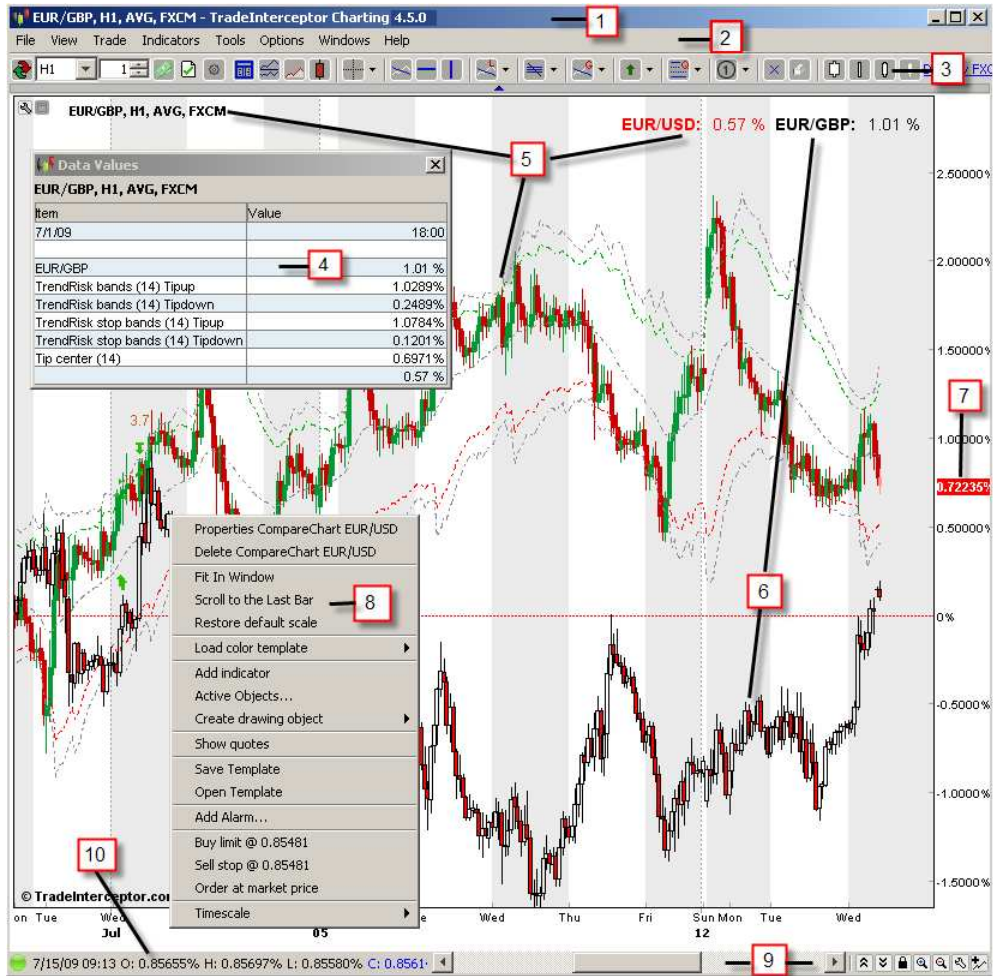 EUR/GBP, H1, AVG, FXCM - TradeInterceptor Charting 4.5.0
1
File View Trade Indicators Tools Options Windows Help
2
H1
1
1
3
FXC
EUR/GBP, H1, AVG, FXCM
EUR/USD: 0.57 % EUR/GBP: 1.01 %
5
Data Values
EUR/GBP, H1, AVG, FXCM
Item Value
7/1/09 18:00
4
EUR/GBP 1.01 %
TrendRisk bands (14) Tipup 1.0289%
TrendRisk bands (14) Tipdown 0.2489%
TrendRisk stop bands (14) Tipup 1.0784%
TrendRisk stop bands (14) Tipdown 0.1201%
Tip center (14) 0.6971%
0.57 %
2.50000%
2.00000%
1.50000%
7
1.00000%
0.72235%
0.50000%
0%
-0.5000%
-1.0000%
-1.5000%
3.7
Properties CompareChart EUR/USD
Delete CompareChart EUR/USD
Fit In Window
Scroll to the Last Bar
8
Restore default scale
Load color template
Add indicator
Active Objects...
Create drawing object
Show quotes
Save Template
Open Template
Add Alarm...
Buy limit @ 0.85481
Sell stop @ 0.85481
Order at market price
Timescale
6
10
© TradeInterceptor.co
on Tue Wed e Wed Thu Fri Sun Mon Tue Wed
Jul 05 12
7/15/09 09:13 O: 0.85655% H: 0.85697% L: 0.85580% C: 0.8561
9